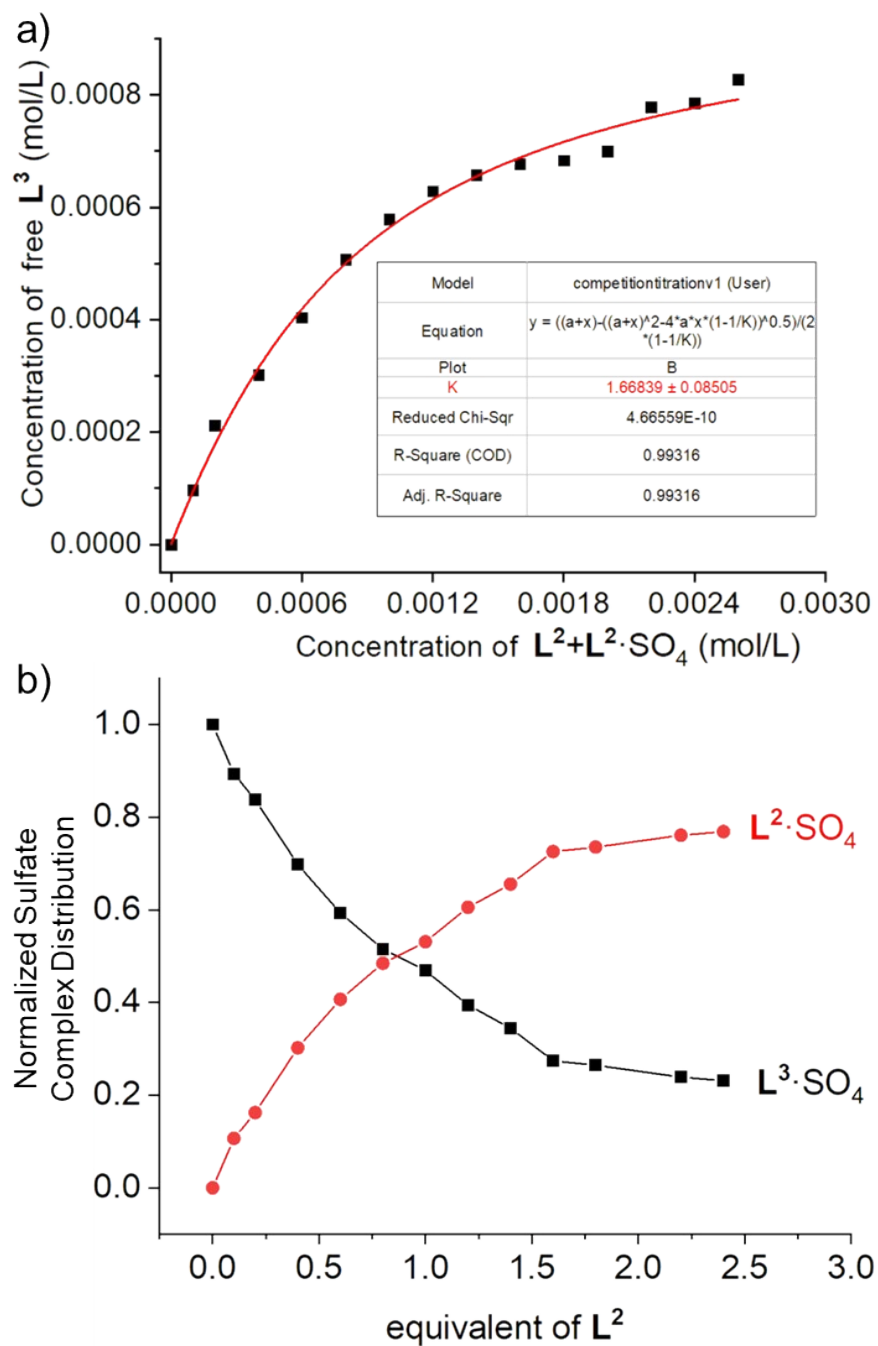 a)
Concentration of free L³ (mol/L)
0.0008
0.0006
0.0004
0.0002
0.0000
Model competitiontitrationv1 (User)
Equation y = ((a+x)-((a+x)^2-4*a*x*(1-1/K))^0.5)/(2
*(1-1/K))
Plot B
K 1.66839 ± 0.08505
Reduced Chi-Sqr 4.66559E-10
R-Square (COD) 0.99316
Adj. R-Square 0.99316
0.0000 0.0006 0.0012 0.0018 0.0024 0.0030
Concentration of L²+L²·SO₄ (mol/L)
b)
Normalized Sulfate
Complex Distribution
1.0
0.8
0.6
0.4
0.2
0.0
L²·SO₄
L³·SO₄
0.0 0.5 1.0 1.5 2.0 2.5 3.0
equivalent of L²